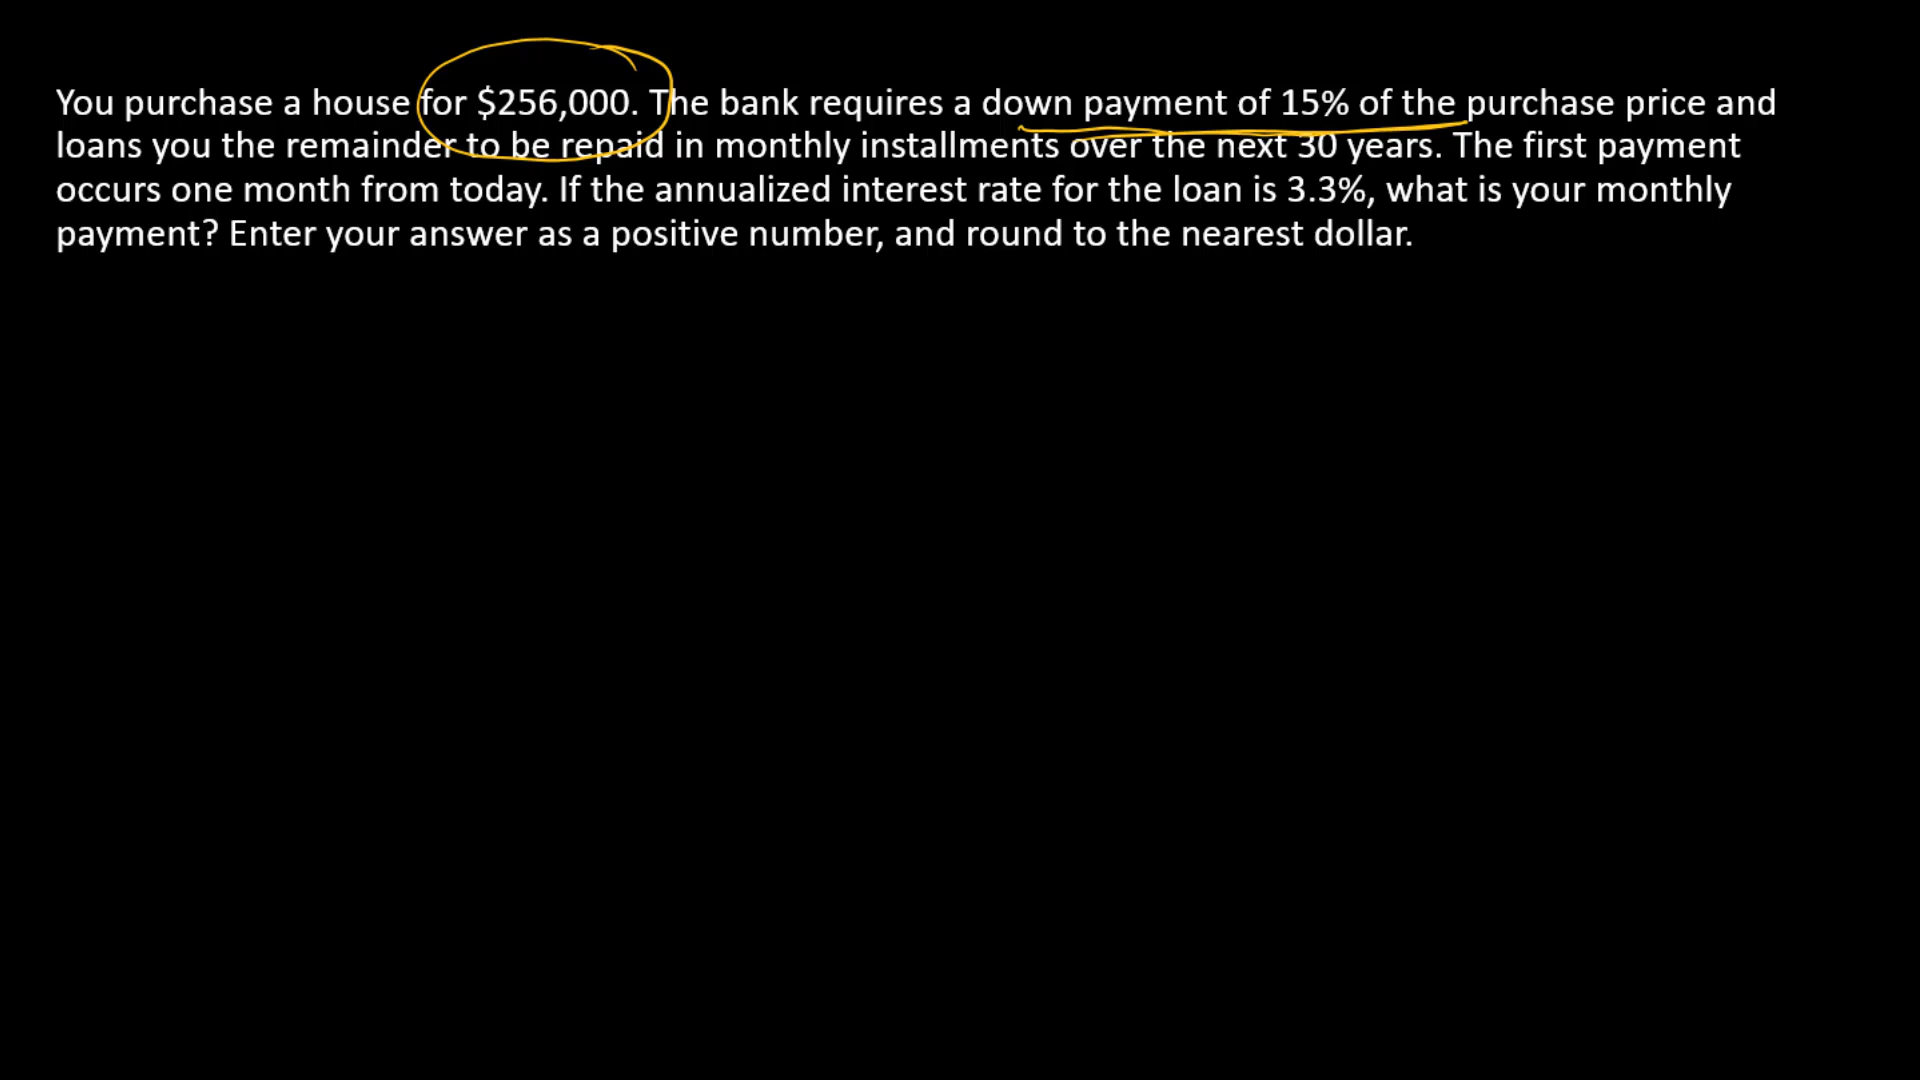 You purchase a house for $256,000. The bank requires a down payment of 15% of the purchase price and
loans you the remainder to be repaid in monthly installments over the next 30 years. The first payment
occurs one month from today. If the annualized interest rate for the loan is 3.3%, what is your monthly
payment? Enter your answer as a positive number, and round to the nearest dollar.